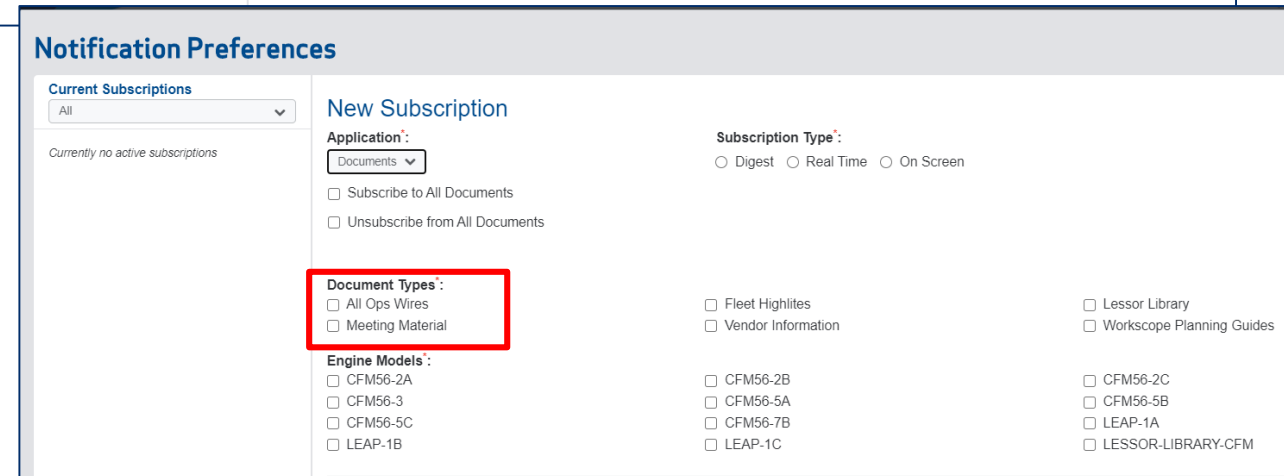 Notification Preferences
Current Subscriptions
All
Currently no active subscriptions
New Subscription
Application*:
Documents
Subscription Type*:
Digest Real Time On Screen
Subscribe to All Documents
Unsubscribe from All Documents
Document Types*:
All Ops Wires Fleet Highlites Lessor Library
Meeting Material Vendor Information Workscope Planning Guides
Engine Models*:
CFM56-2A CFM56-2B CFM56-2C
CFM56-3 CFM56-5A CFM56-5B
CFM56-5C CFM56-7B LEAP-1A
LEAP-1B LEAP-1C LESSOR-LIBRARY-CFM